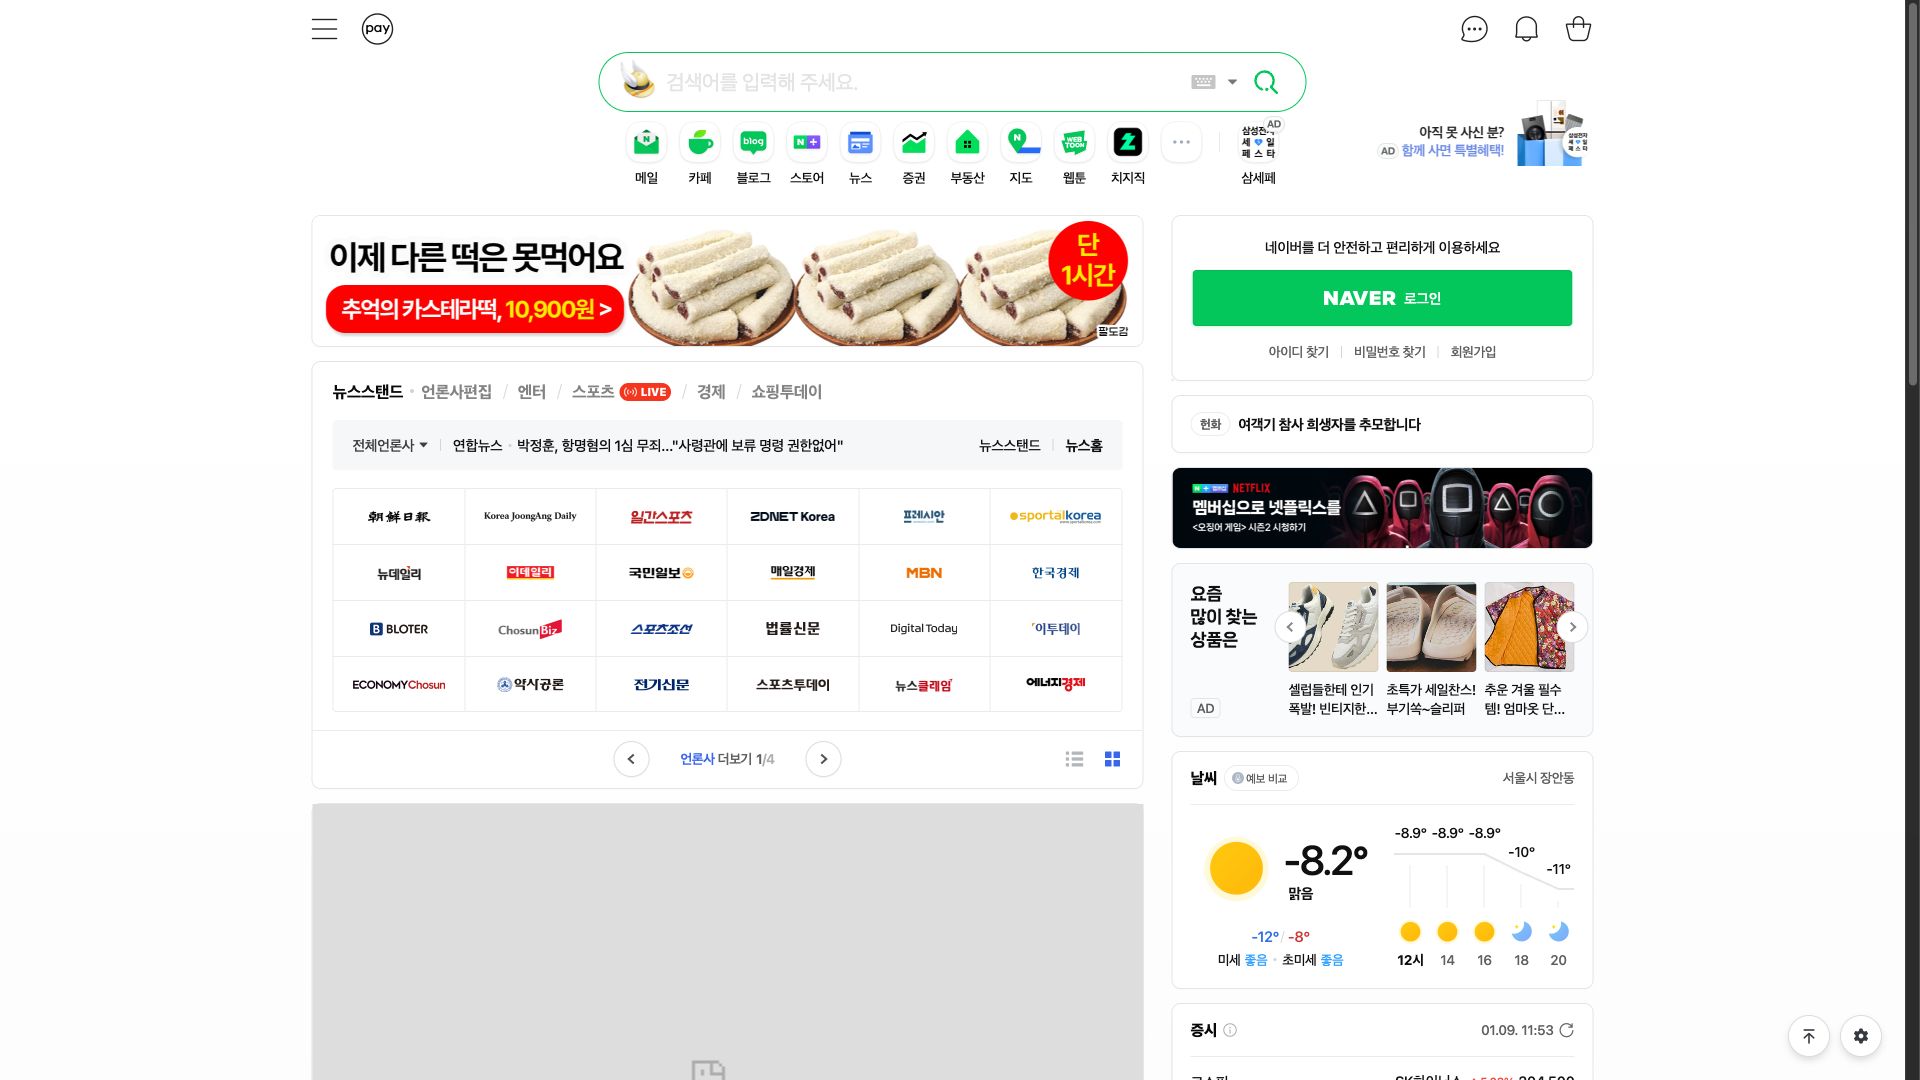 pay
검색어를 입력해 주세요.
메일
카페
blog
블로그
N+
스토어
뉴스
증권
부동산
지도
WEB TOON
웹툰
치지직
AD
삼성전자
세 일
페 스 타
삼세페
아직 못 사신 분?
AD 함께 사면 특별혜택!
이제 다른 떡은 못먹어요
추억의 카스테라떡, 10,900원 >
단
1시간
팔도감
네이버를 더 안전하고 편리하게 이용하세요
NAVER 로그인
아이디 찾기
비밀번호 찾기
회원가입
뉴스스탠드
언론사편집
엔터
스포츠
LIVE
경제
쇼핑투데이
전체언론사
연합뉴스
박정훈, 항명혐의 1심 무죄..."사령관에 보류 명령 권한없어"
뉴스스탠드
뉴스홈
朝鮮日報
Korea JoongAng Daily
일간스포츠
ZDNET Korea
프레시안
sportalkorea
뉴데일리
이데일리
국민일보
매일경제
MBN
한국경제
BLOTER
ChosunBiz
스포츠조선
법률신문
Digital Today
이투데이
ECONOMYChosun
약사공론
전기신문
스포츠투데이
뉴스클레임
에너지경제
언론사 더보기 1/4
헌화
여객기 참사 희생자를 추모합니다
NETFLIX
멤버십으로 넷플릭스를
<오징어 게임> 시즌2 시청하기
요즘
많이 찾는
상품은
AD
셀럽들한테 인기
폭발! 빈티지한...
초특가 세일찬스!
부기쏙~슬리퍼
추운 겨울 필수
템! 엄마옷 단...
날씨
예보 비교
서울시 장안동
-8.2°
맑음
-12° / -8°
미세 좋음 · 초미세 좋음
-8.9° -8.9° -8.9°
-10°
-11°
12시 14 16 18 20
증시
01.09. 11:53